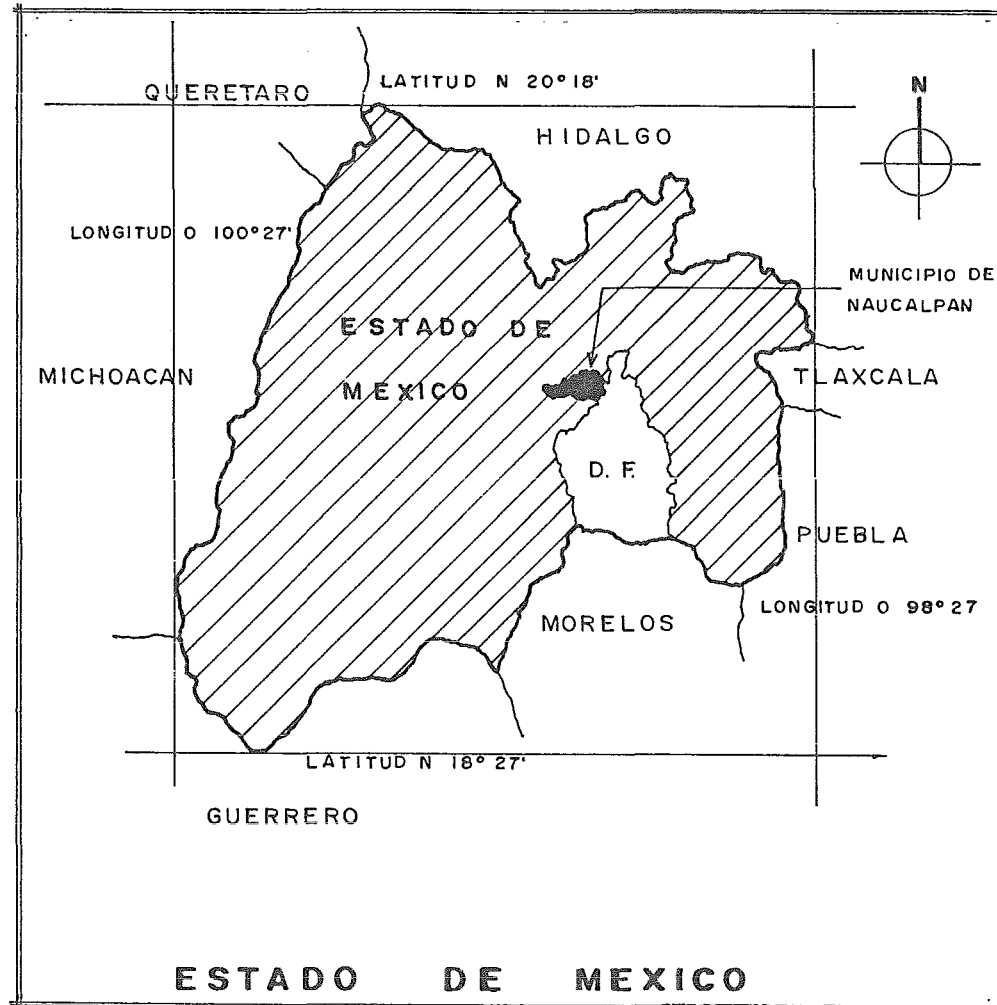 LATITUD N 20°18'
QUERETARO
N
HIDALGO
LONGITUD O 100°27'
MUNICIPIO DE
NAUCALPAN
ESTADO DE
MEXICO
MICHOACAN
TLAXCALA
D. F.
PUEBLA
LONGITUD O 98°27
MORELOS
LATITUD N 18°27'
GUERRERO
ESTADO DE MEXICO